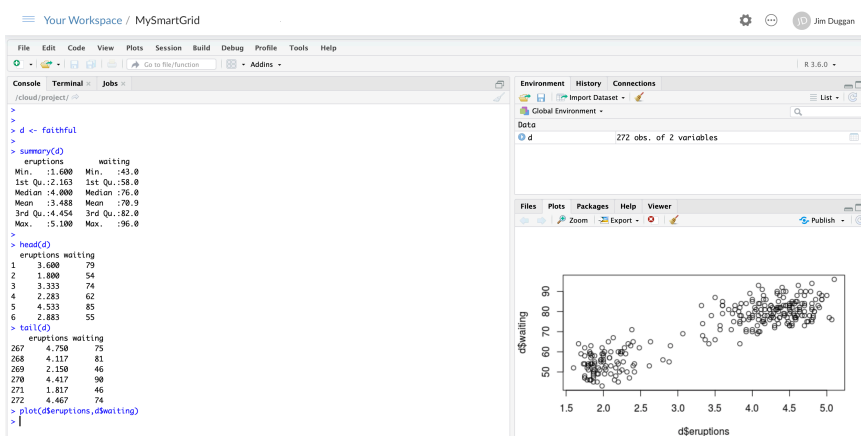 Your Workspace / MySmartGrid
JD Jim Duggan
File Edit Code View Plots Session Build Debug Profile Tools Help
Go to file/function Addins
R 3.6.0
Console Terminal × Jobs ×
/cloud/project/
>
>
> d <- faithful
>
> summary(d)
eruptions waiting
Min. :1.600 Min. :43.0
1st Qu.:2.163 1st Qu.:58.0
Median :4.000 Median :76.0
Mean :3.488 Mean :70.9
3rd Qu.:4.454 3rd Qu.:82.0
Max. :5.100 Max. :96.0
>
> head(d)
eruptions waiting
1 3.600 79
2 1.800 54
3 3.333 74
4 2.283 62
5 4.533 85
6 2.883 55
> tail(d)
eruptions waiting
267 4.750 75
268 4.117 81
269 2.150 46
270 4.417 90
271 1.817 46
272 4.467 74
> plot(d$eruptions,d$waiting)
>
Environment History Connections
Import Dataset List
Global Environment
Data
d 272 obs. of 2 variables
Files Plots Packages Help Viewer
Zoom Export Publish
d$waiting
90
80
70
60
50
1.5 2.0 2.5 3.0 3.5 4.0 4.5 5.0
d$eruptions